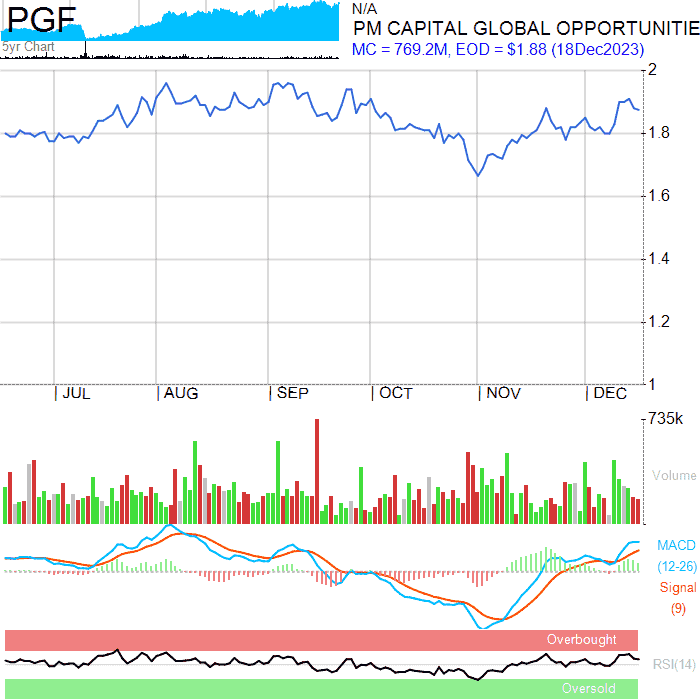 PGF
5yr Chart
N/A
PM CAPITAL GLOBAL OPPORTUNITIE
MC = 769.2M, EOD = $1.88 (18Dec2023)
2
1.8
1.6
1.4
1.2
1
JUL AUG SEP OCT NOV DEC
735k
Volume
MACD
(12-26)
Signal
(9)
Overbought
RSI(14)
Oversold